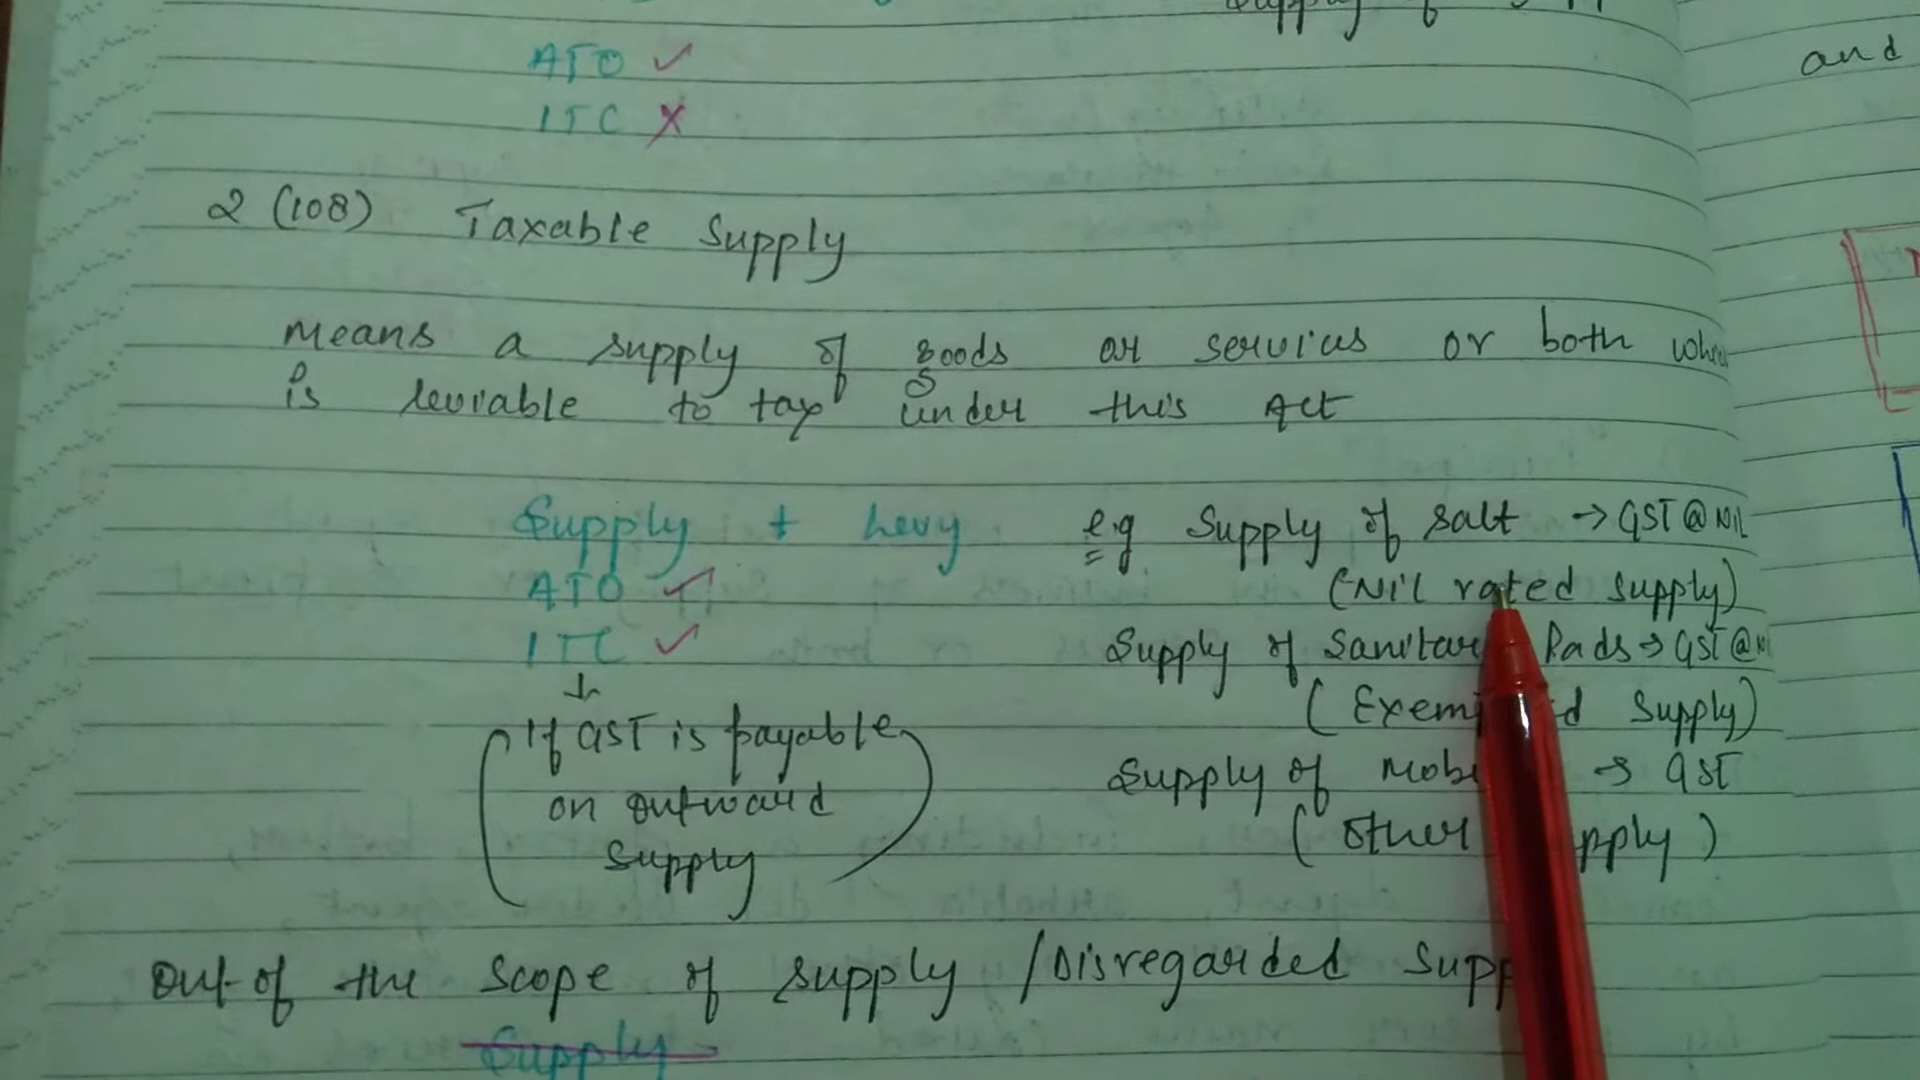 Supply of
and
ATO ✓
ITC ✗
2 (108) Taxable Supply
means a supply of goods or services or both
is leviable to tax under this Act
Supply + Levy
ATO ✓
ITC ✓
↓
(If GST is payable
on outward
supply)
e.g Supply of salt → GST @ Nil
(Nil rated supply)
Supply of Sanitary Pads → GST @
(Supply)
Supply of → GST
(Other)
Out of the scope of supply / Disregarded
Supply